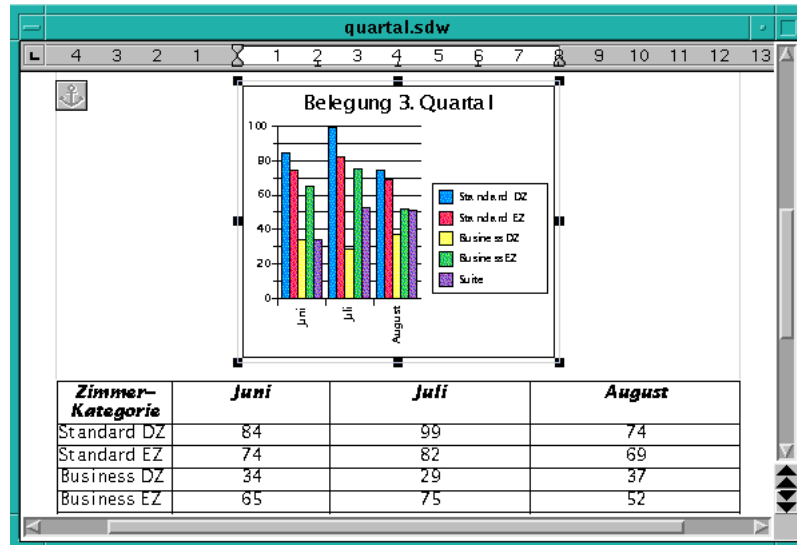 quartal.sdw
4 3 2 1 1 2 3 4 5 6 7 8 9 10 11 12 13
Belegung 3. Quartal
100
80
60
40
20
0
Juni
Juli
August
Standard DZ
Standard EZ
Business DZ
Business EZ
Suite
Zimmer– Juni Juli August
Kategorie
Standard DZ 84 99 74
Standard EZ 74 82 69
Business DZ 34 29 37
Business EZ 65 75 52